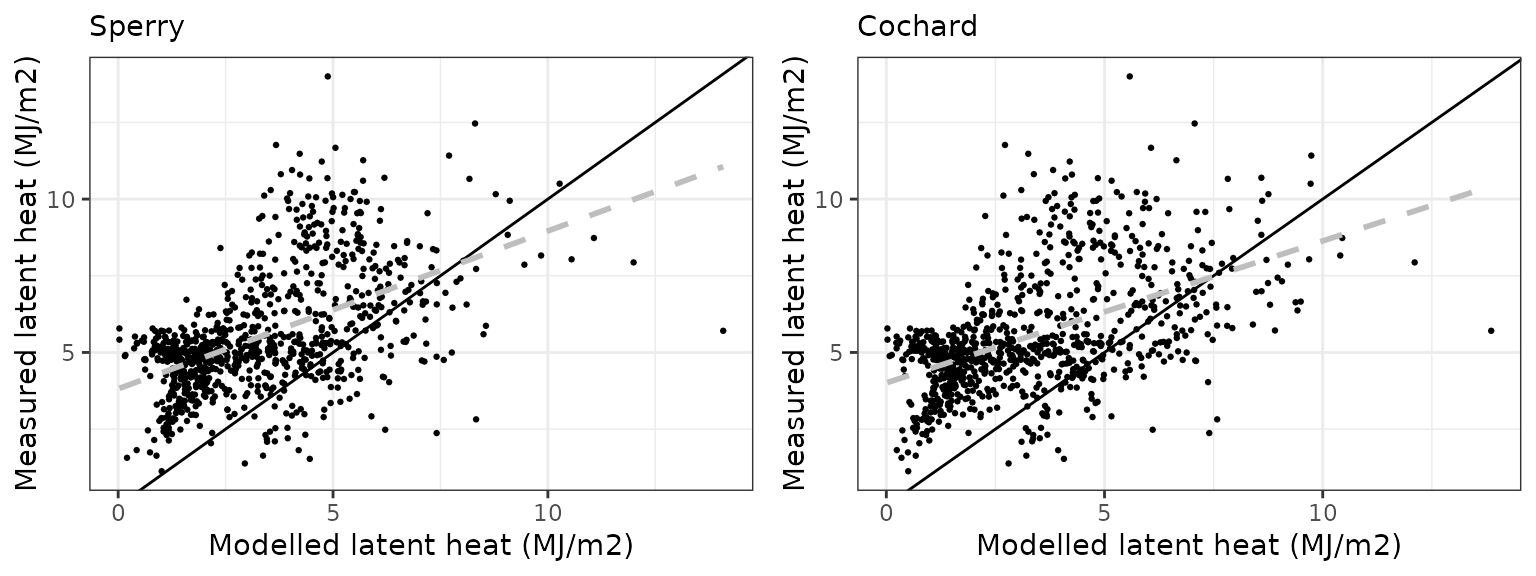 Sperry
Measured latent heat (MJ/m2)
10
5
0 5 10
Modelled latent heat (MJ/m2)
Cochard
Measured latent heat (MJ/m2)
10
5
0 5 10
Modelled latent heat (MJ/m2)